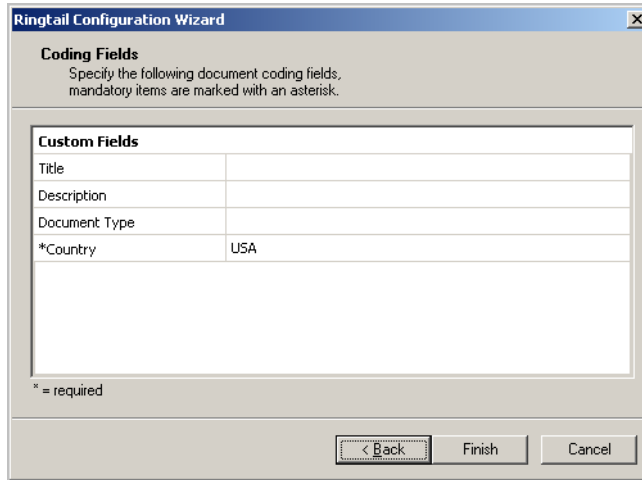 Ringtail Configuration Wizard
Coding Fields
Specify the following document coding fields,
mandatory items are marked with an asterisk.
Custom Fields
Title
Description
Document Type
*Country USA
* = required
< Back Finish Cancel